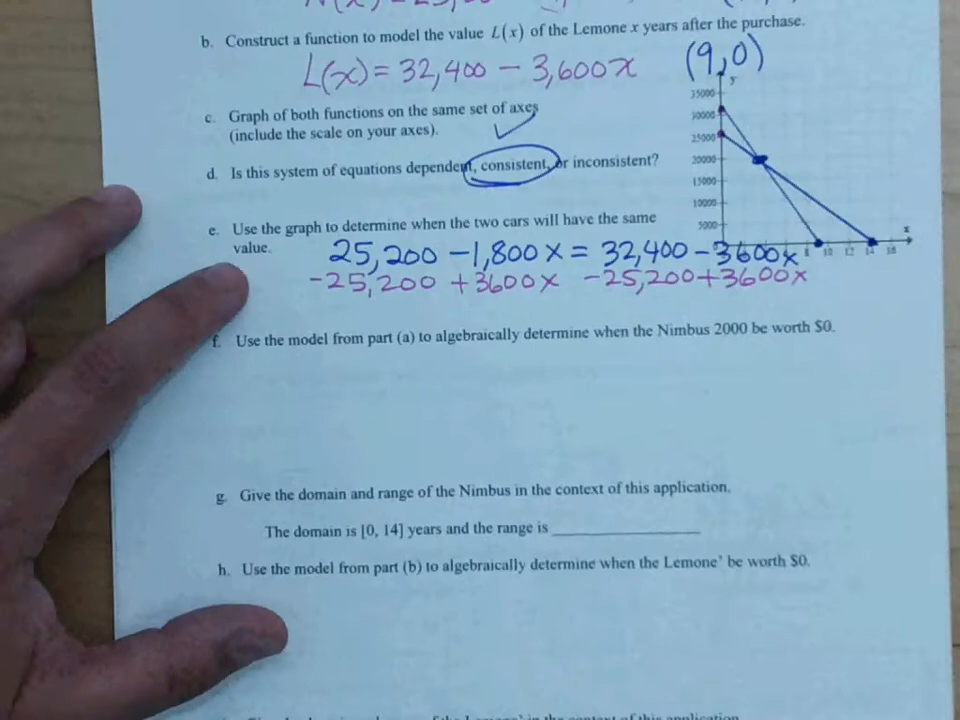 b. Construct a function to model the value L(x) of the Lemone x years after the purchase.
L(x) = 32,400 - 3,600x (9,0)
c. Graph of both functions on the same set of axes
(include the scale on your axes).
d. Is this system of equations dependent, consistent, or inconsistent?
y
35000
30000
25000
20000
15000
10000
5000
8 10 12 14 16
x
e. Use the graph to determine when the two cars will have the same
value.
25,200 - 1,800x = 32,400 - 3600x
-25,200 + 3600x -25,200 + 3600x
f. Use the model from part (a) to algebraically determine when the Nimbus 2000 be worth $0.
g. Give the domain and range of the Nimbus in the context of this application.
The domain is [0, 14] years and the range is
h. Use the model from part (b) to algebraically determine when the Lemone' be worth $0.